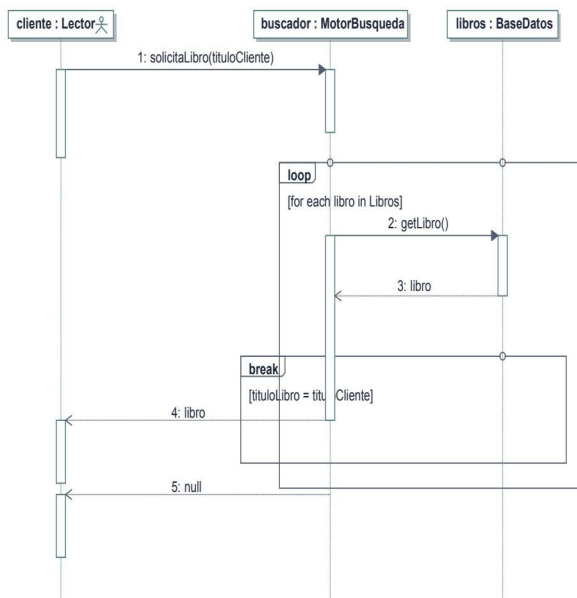 cliente : Lector
buscador : MotorBusqueda
libros : BaseDatos
1: solicitaLibro(tituloCliente)
loop
[for each libro in Libros]
2: getLibro()
3: libro
break
[tituloLibro = tituloCliente]
4: libro
5: null